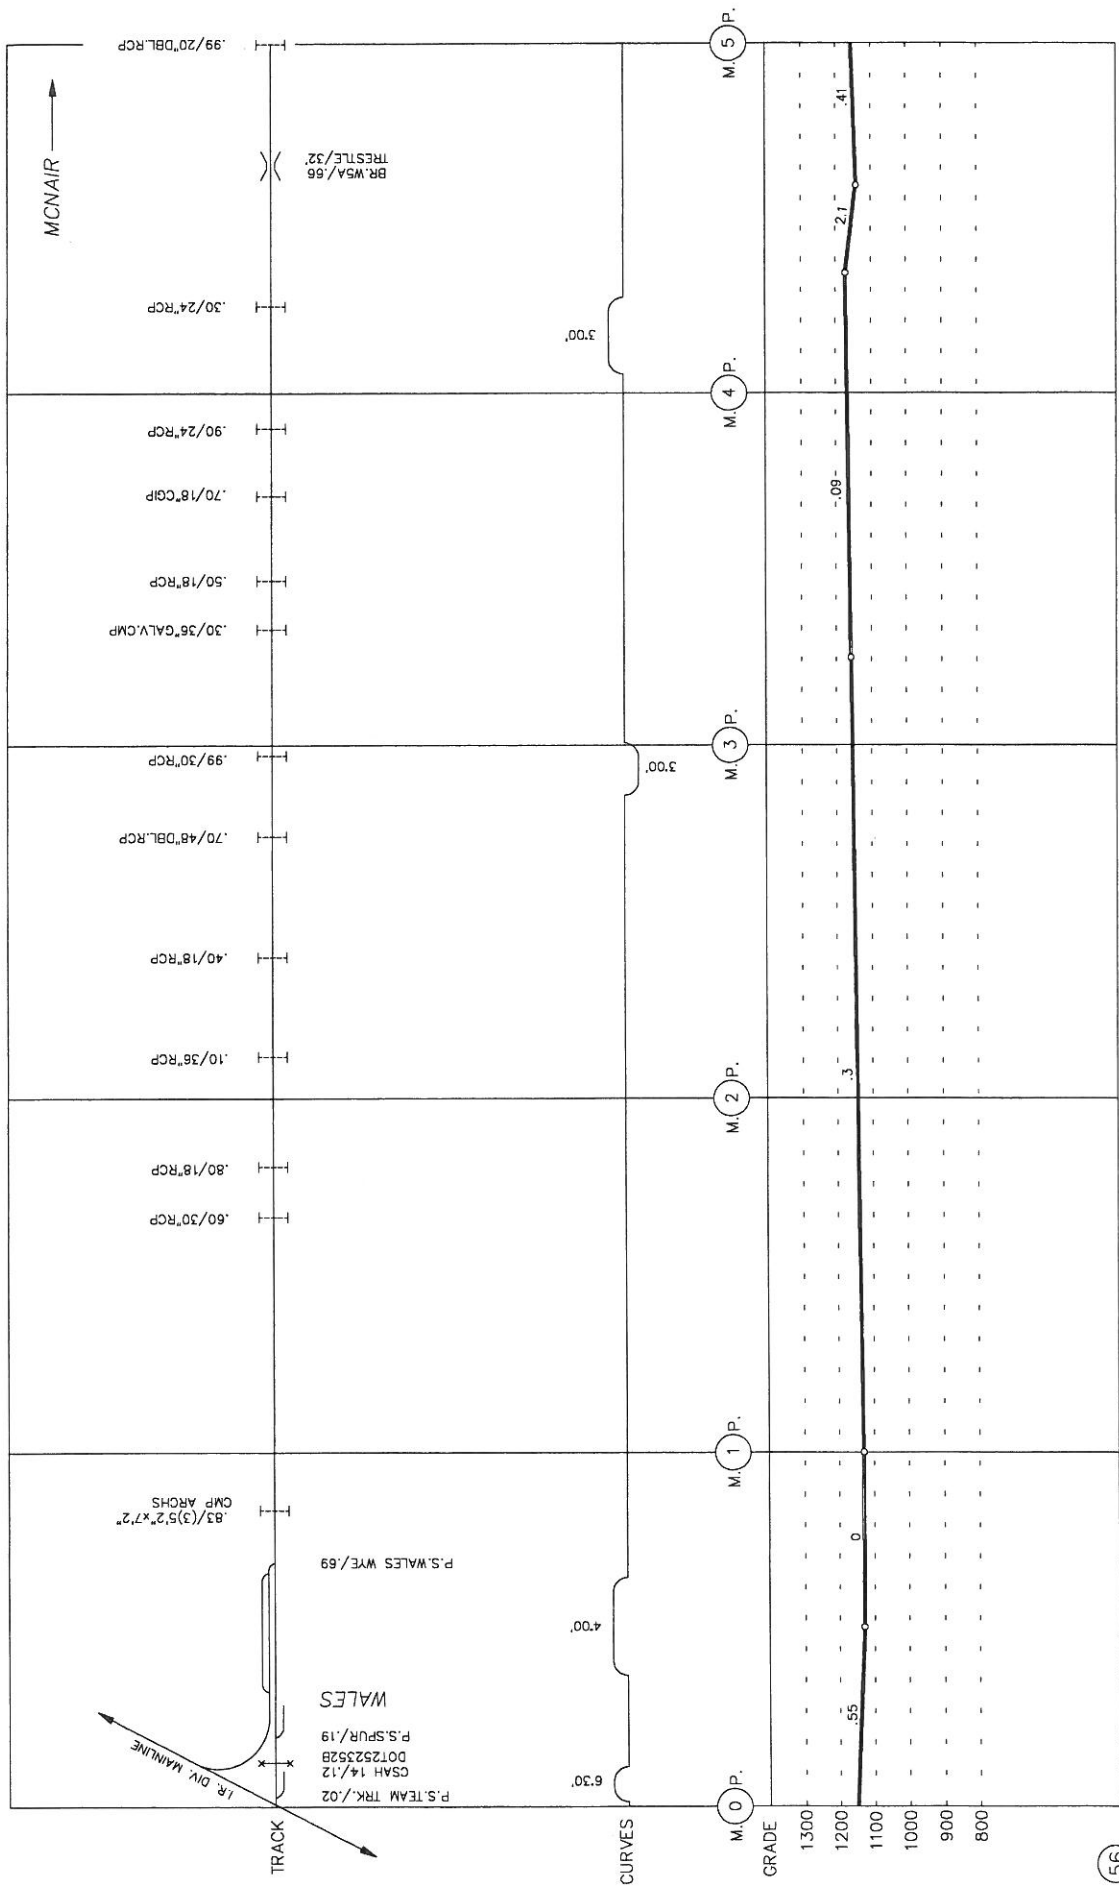 MCNAIR
.99/20"DBL.RCP
BR.W5A/.66
TRESTLE/32'
.30/24"RCP
.90/24"RCP
.70/18"CGIP
.50/18"RCP
.30/36"GALV.CMP
.99/30"RCP
.70/48"DBL.RCP
.40/18"RCP
.10/36"RCP
.80/18"RCP
.60/30"RCP
.83/(3)5'2"x7'2"
CMP ARCHS
P.S.WALES WYE/.69
WALES
P.S.SPUR/.19
DOT252352B
CSAH 14/.12
P.S.TEAM TRK./.02
I.R. DIV. MAINLINE
TRACK
CURVES
6'30'
4'00'
3'00'
3'00'
M. 0 P.
M. 1 P.
M. 2 P.
M. 3 P.
M. 4 P.
M. 5 P.
GRADE
1300
1200
1100
1000
900
800
.55
0
.3
-.09
2.1
.41
56